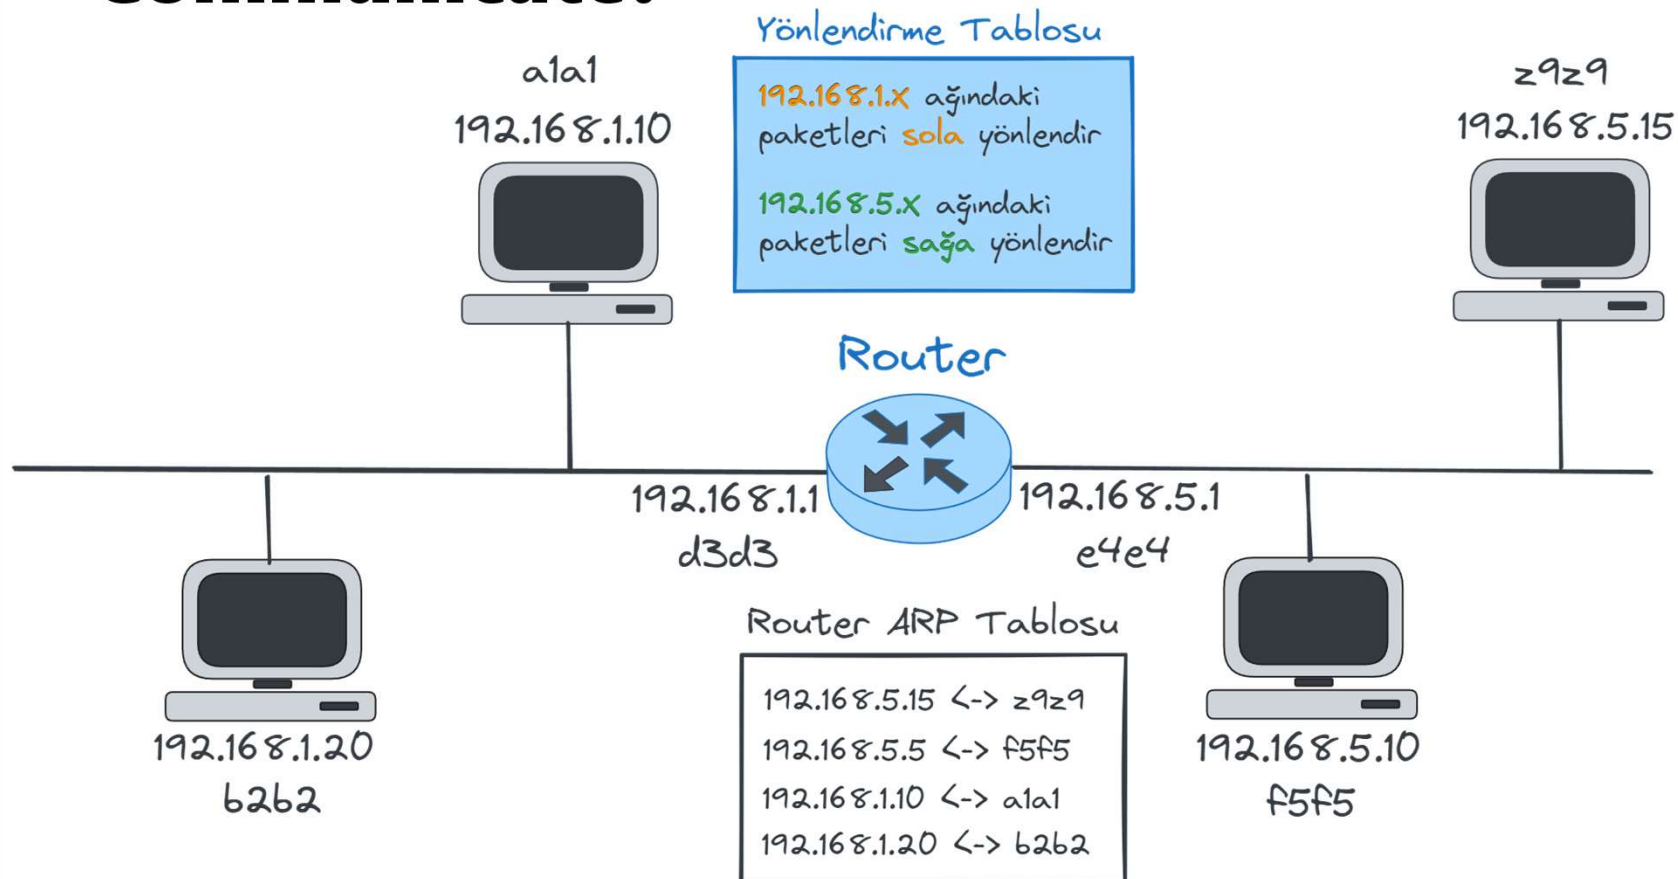 communicate?
Yönlendirme Tablosu
192.168.1.X ağındaki
paketleri sola yönlendir
192.168.5.X ağındaki
paketleri sağa yönlendir
a1a1
192.168.1.10
z9z9
192.168.5.15
Router
192.168.1.1
d3d3
192.168.5.1
e4e4
192.168.1.20
b2b2
Router ARP Tablosu
192.168.5.15 <-> z9z9
192.168.5.5 <-> f5f5
192.168.1.10 <-> a1a1
192.168.1.20 <-> b2b2
192.168.5.10
f5f5